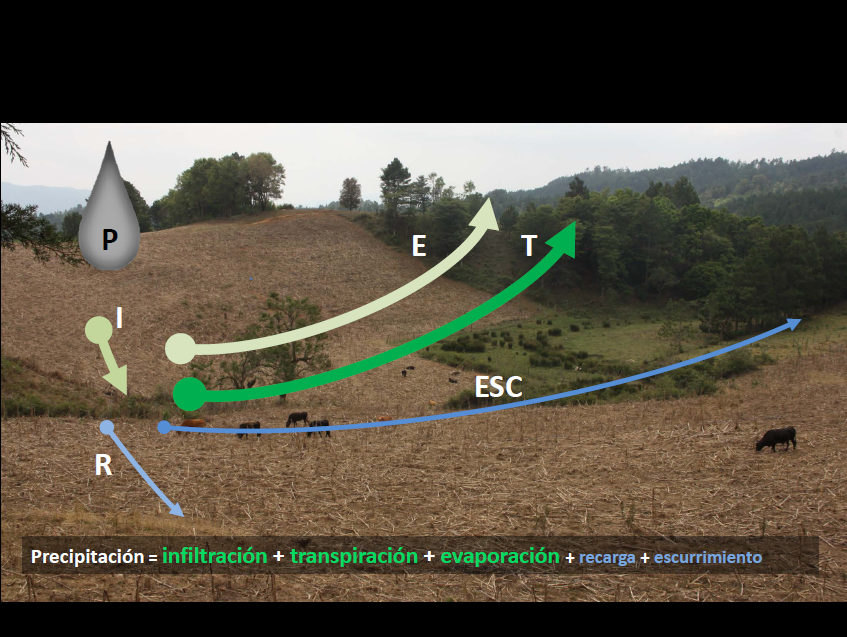 P
I
E
T
ESC
R
Precipitación = infiltración + transpiración + evaporación + recarga + escurrimiento